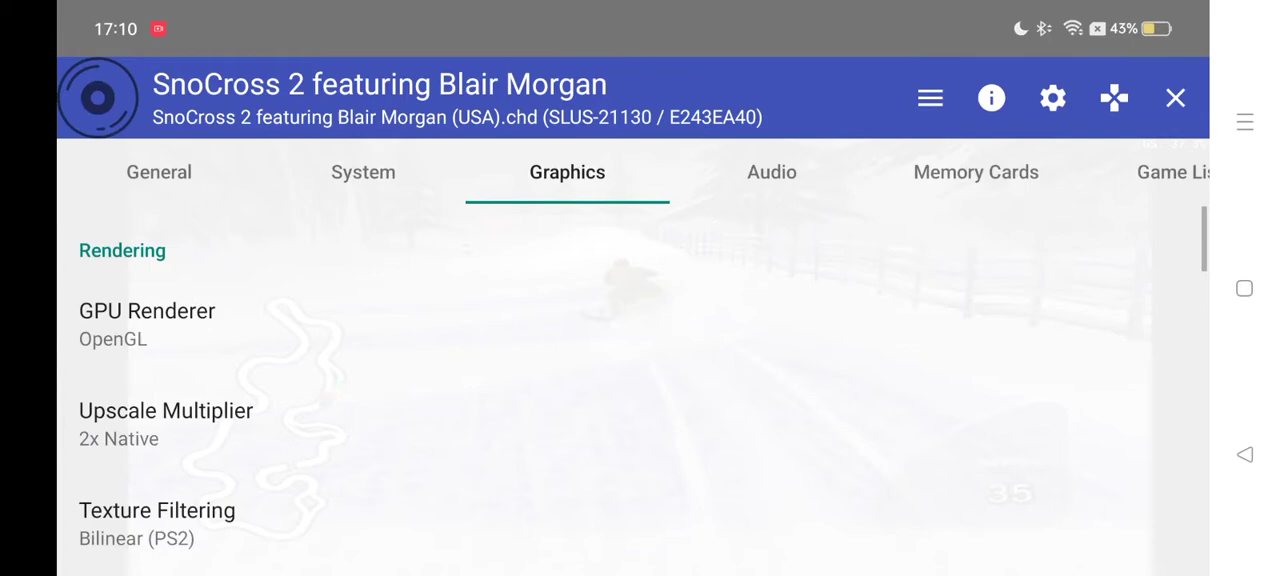 17:10
43%
SnoCross 2 featuring Blair Morgan
SnoCross 2 featuring Blair Morgan (USA).chd (SLUS-21130 / E243EA40)
General System Graphics Audio Memory Cards Game Lis
Rendering
GPU Renderer
OpenGL
Upscale Multiplier
2x Native
Texture Filtering
Bilinear (PS2)
35